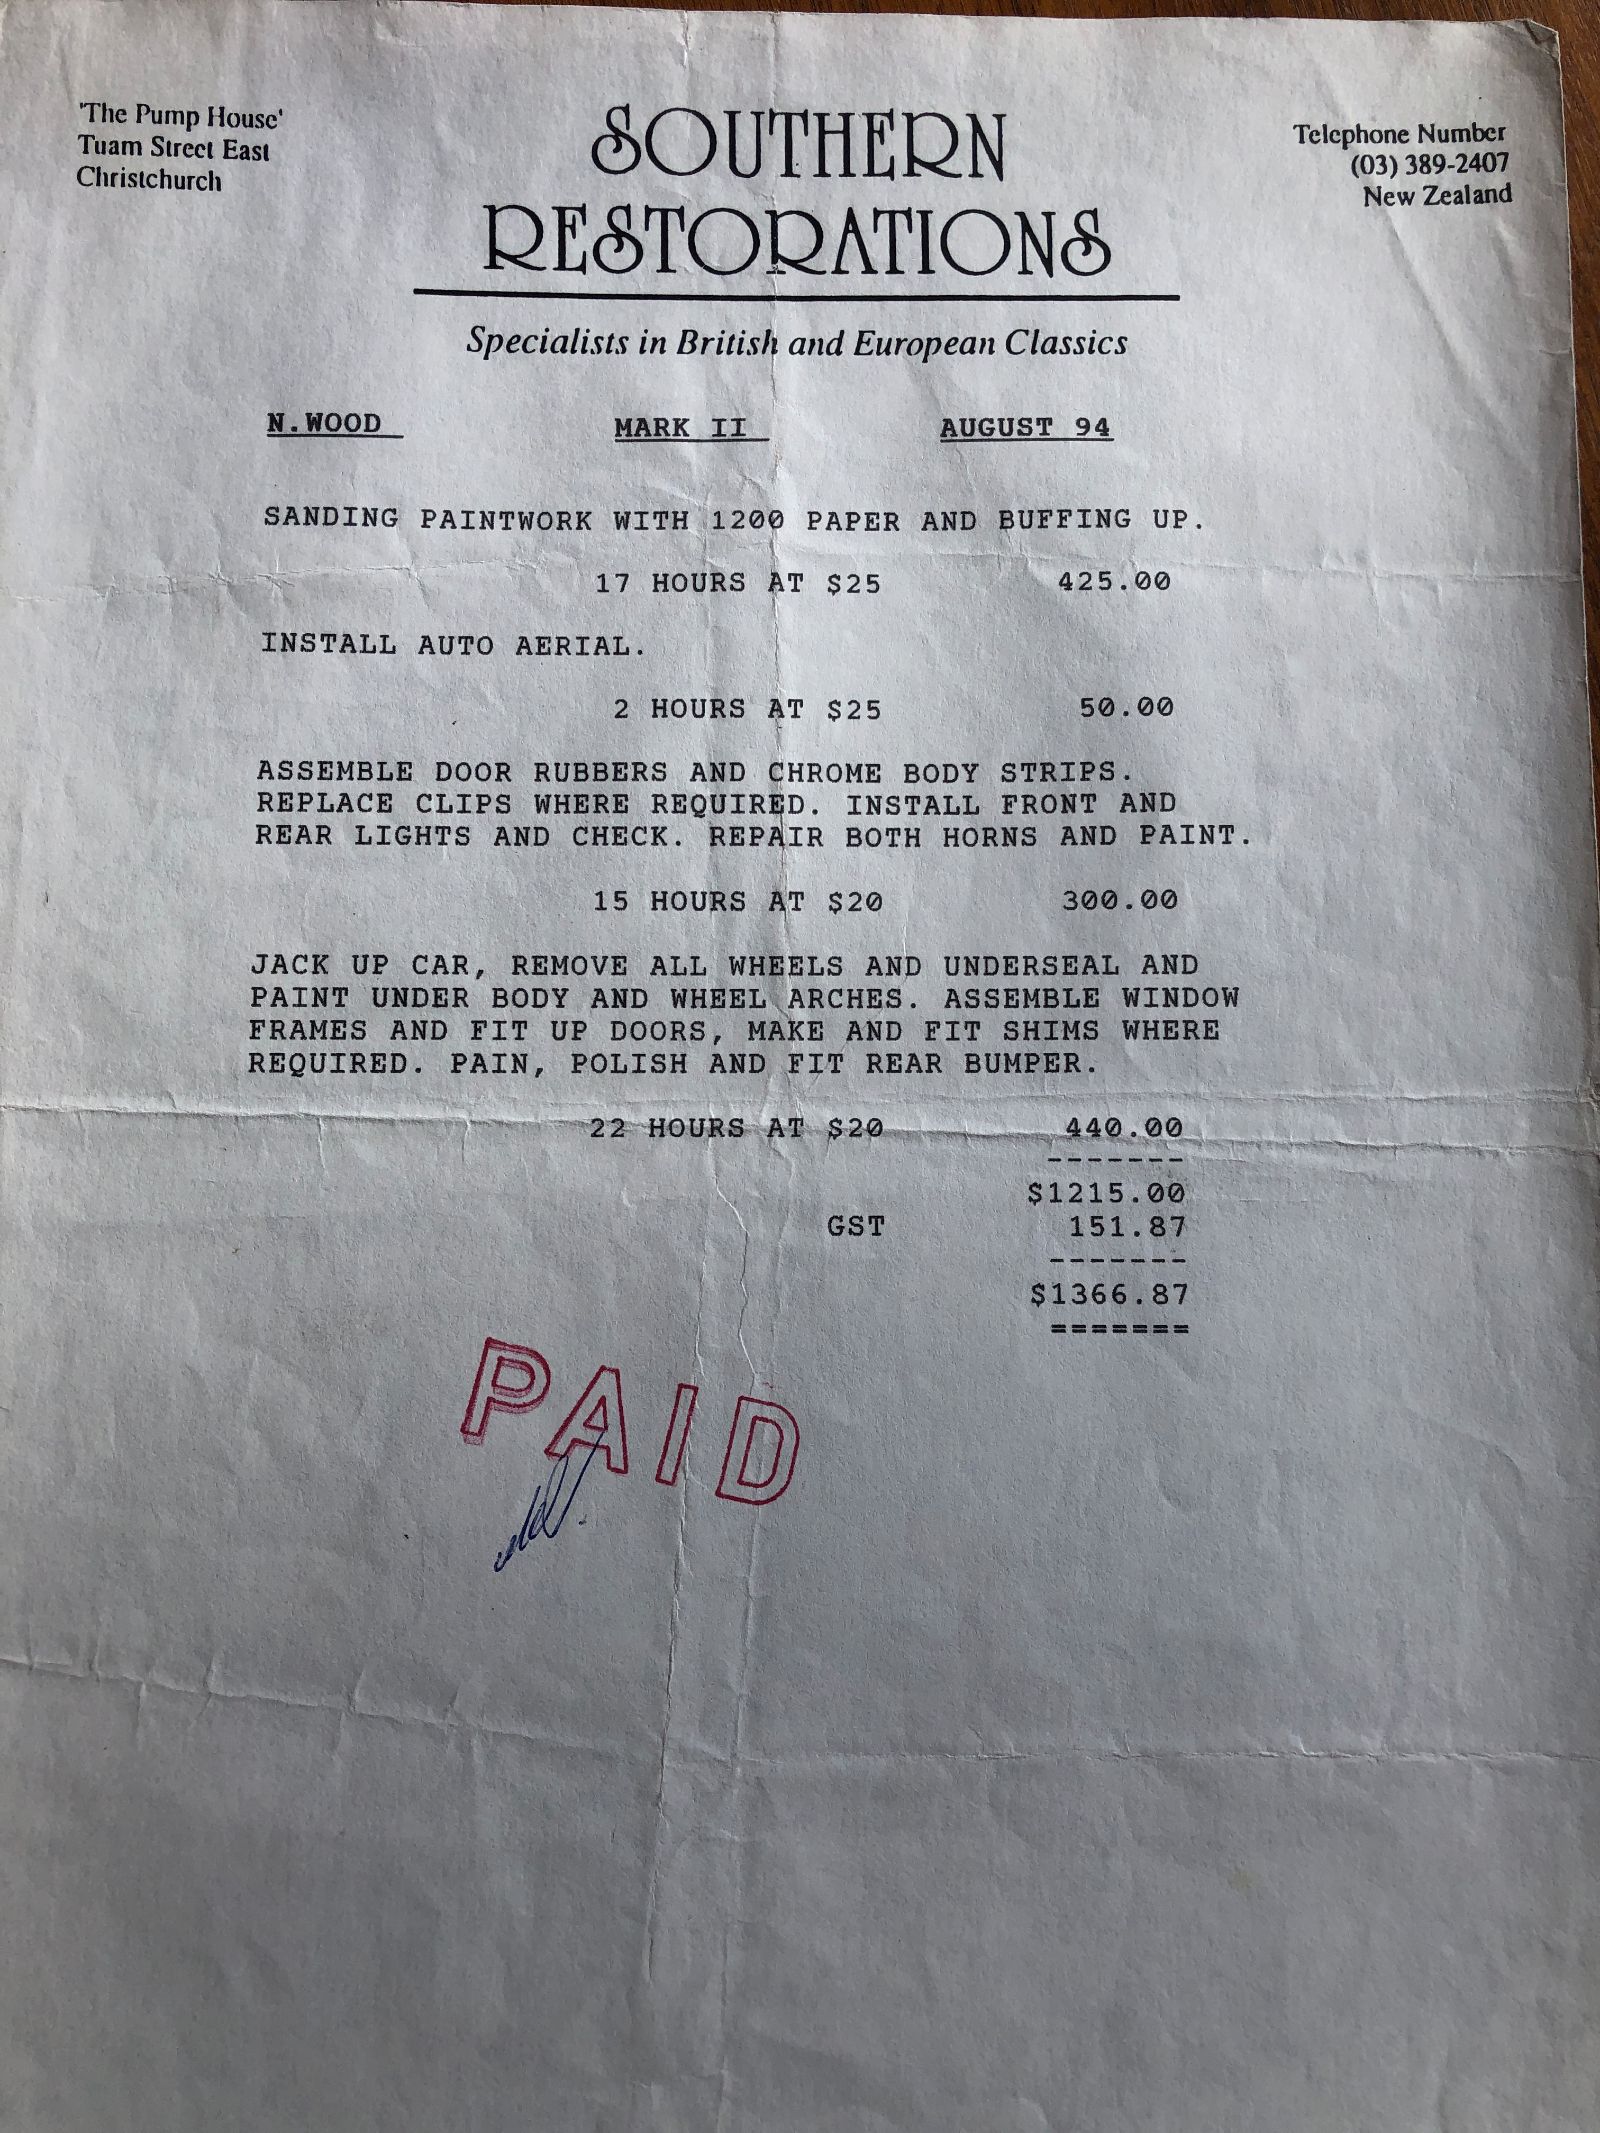 'The Pump House'
Tuam Street East
Christchurch
SOUTHERN
RESTORATIONS
Telephone Number
(03) 389-2407
New Zealand
Specialists in British and European Classics
N.WOOD MARK II AUGUST 94
SANDING PAINTWORK WITH 1200 PAPER AND BUFFING UP.
17 HOURS AT $25 425.00
INSTALL AUTO AERIAL.
2 HOURS AT $25 50.00
ASSEMBLE DOOR RUBBERS AND CHROME BODY STRIPS.
REPLACE CLIPS WHERE REQUIRED. INSTALL FRONT AND
REAR LIGHTS AND CHECK. REPAIR BOTH HORNS AND PAINT.
15 HOURS AT $20 300.00
JACK UP CAR, REMOVE ALL WHEELS AND UNDERSEAL AND
PAINT UNDER BODY AND WHEEL ARCHES. ASSEMBLE WINDOW
FRAMES AND FIT UP DOORS, MAKE AND FIT SHIMS WHERE
REQUIRED. PAIN, POLISH AND FIT REAR BUMPER.
22 HOURS AT $20 440.00
-------
$1215.00
GST 151.87
-------
$1366.87
=======
PAID